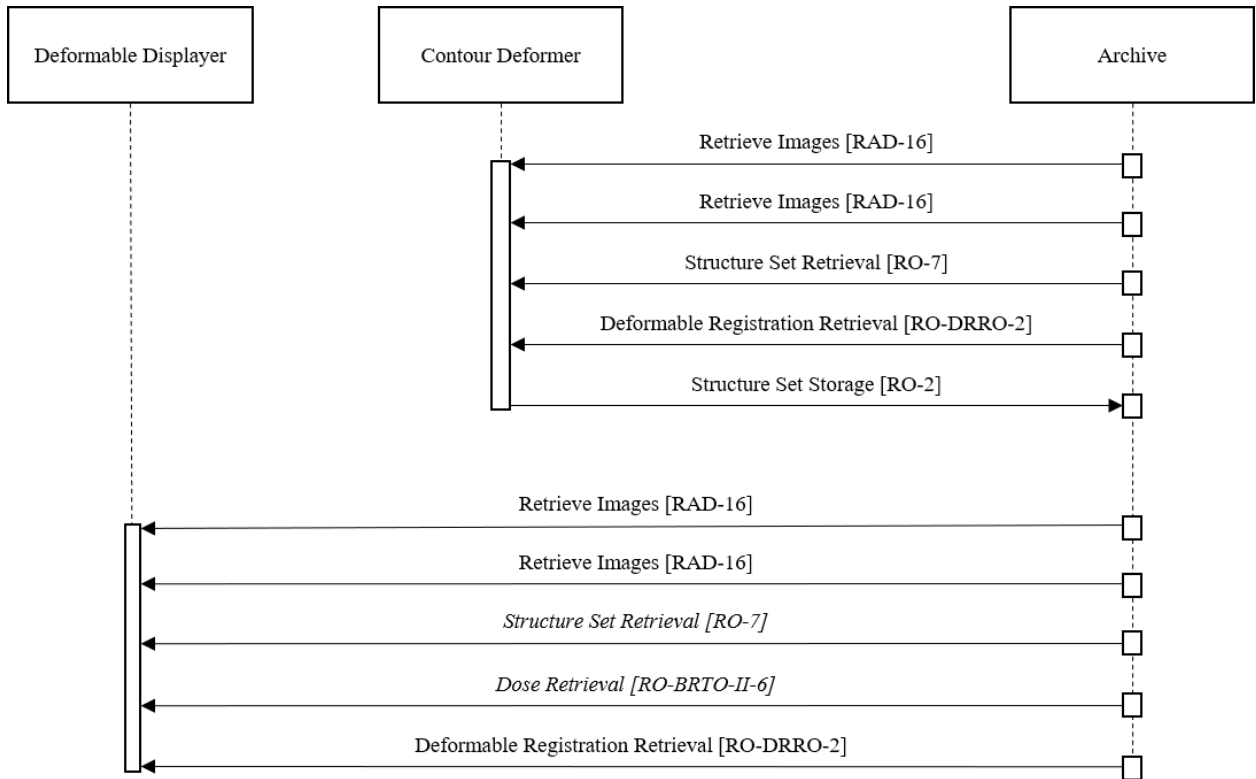 Deformable Displayer
Contour Deformer
Archive
Retrieve Images [RAD-16]
Retrieve Images [RAD-16]
Structure Set Retrieval [RO-7]
Deformable Registration Retrieval [RO-DRRO-2]
Structure Set Storage [RO-2]
Retrieve Images [RAD-16]
Retrieve Images [RAD-16]
Structure Set Retrieval [RO-7]
Dose Retrieval [RO-BRTO-II-6]
Deformable Registration Retrieval [RO-DRRO-2]